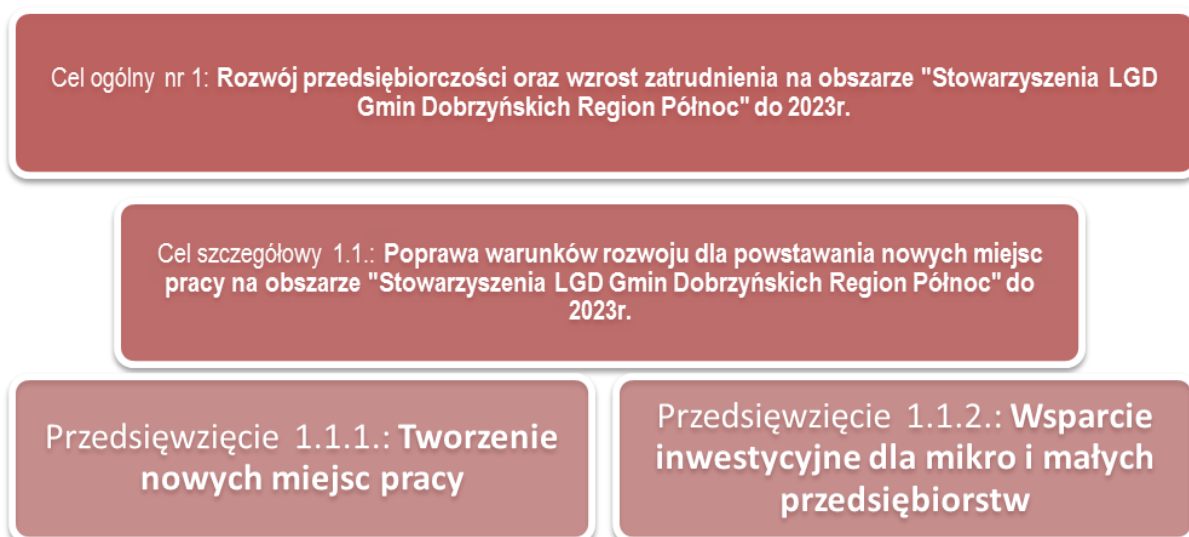 Cel ogólny nr 1: Rozwój przedsiębiorczości oraz wzrost zatrudnienia na obszarze "Stowarzyszenia LGD
Gmin Dobrzyńskich Region Północ" do 2023r.
Cel szczegółowy 1.1.: Poprawa warunków rozwoju dla powstawania nowych miejsc
pracy na obszarze "Stowarzyszenia LGD Gmin Dobrzyńskich Region Północ" do
2023r.
Przedsięwzięcie 1.1.1.: Tworzenie
nowych miejsc pracy
Przedsięwzięcie 1.1.2.: Wsparcie
inwestycyjne dla mikro i małych
przedsiębiorstw